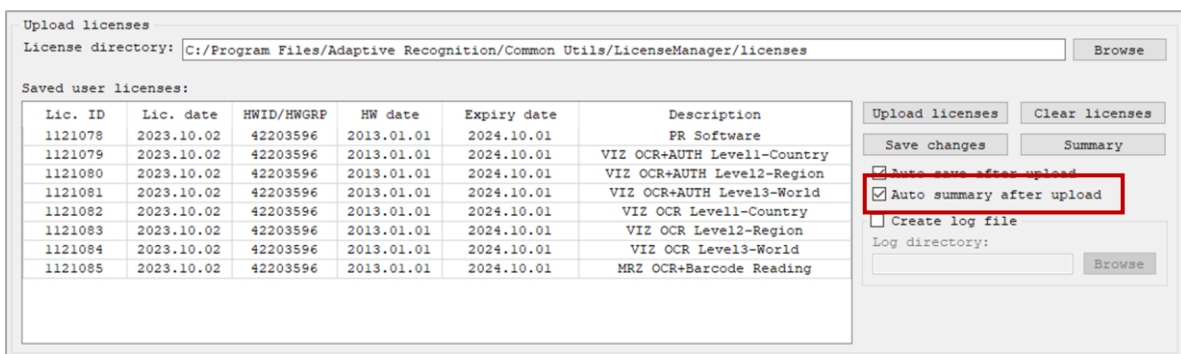 Upload licenses
License directory: C:/Program Files/Adaptive Recognition/Common Utils/LicenseManager/licenses Browse
Saved user licenses:
Lic. ID Lic. date HWID/HWGRP HW date Expiry date Description
1121078 2023.10.02 42203596 2013.01.01 2024.10.01 PR Software
1121079 2023.10.02 42203596 2013.01.01 2024.10.01 VIZ OCR+AUTH Level1-Country
1121080 2023.10.02 42203596 2013.01.01 2024.10.01 VIZ OCR+AUTH Level2-Region
1121081 2023.10.02 42203596 2013.01.01 2024.10.01 VIZ OCR+AUTH Level3-World
1121082 2023.10.02 42203596 2013.01.01 2024.10.01 VIZ OCR Level1-Country
1121083 2023.10.02 42203596 2013.01.01 2024.10.01 VIZ OCR Level2-Region
1121084 2023.10.02 42203596 2013.01.01 2024.10.01 VIZ OCR Level3-World
1121085 2023.10.02 42203596 2013.01.01 2024.10.01 MRZ OCR+Barcode Reading
Upload licenses Clear licenses
Save changes Summary
Auto save after upload
Auto summary after upload
Create log file
Log directory:
Browse